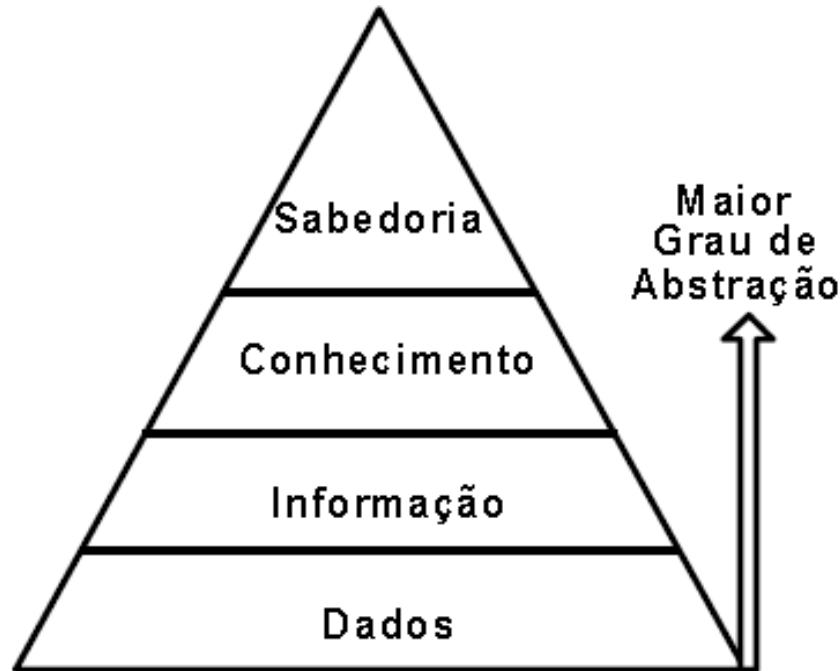 Sabedoria
Maior
Grau de
Abstração
Conhecimento
Informação
Dados